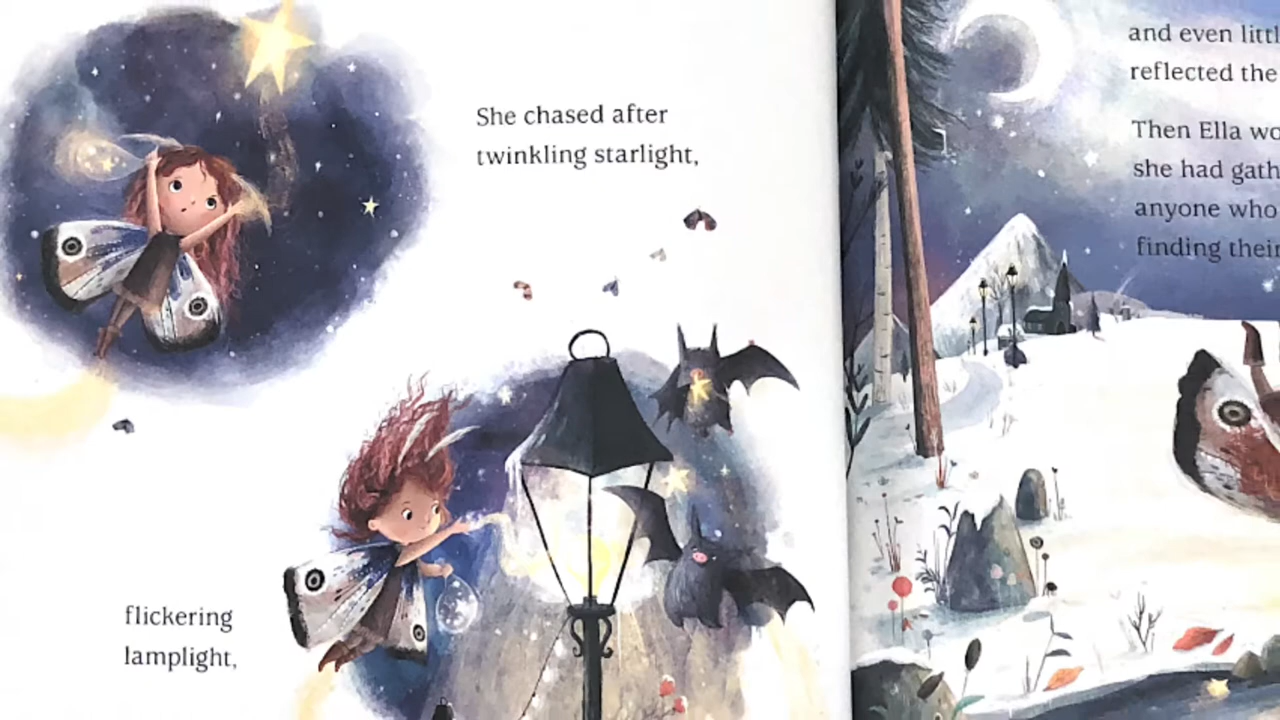 She chased after
twinkling starlight,
flickering
lamplight,
and even
reflected the
Then Ella
she had
anyone who
finding